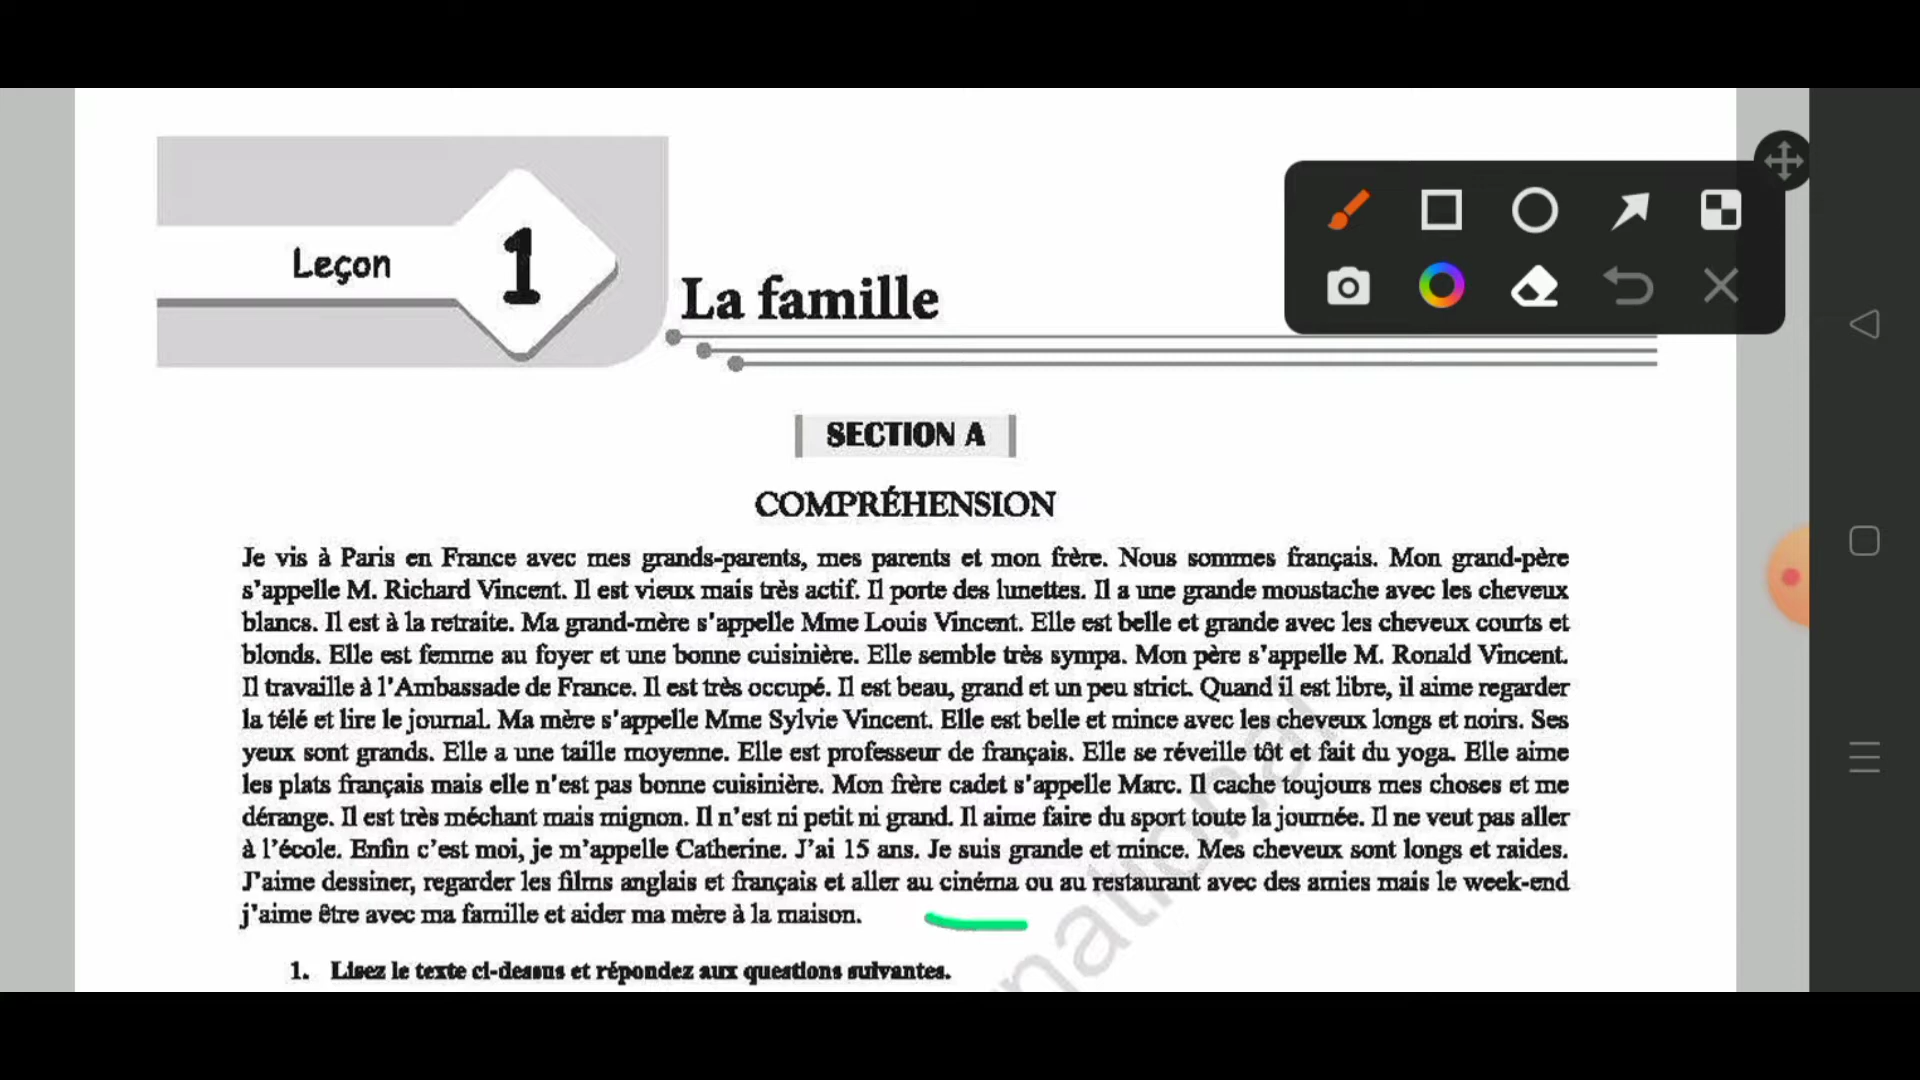 Leçon
1
La famille
SECTION A
COMPRÉHENSION
Je vis à Paris en France avec mes grands-parents, mes parents et mon frère. Nous sommes français. Mon grand-père
s'appelle M. Richard Vincent. Il est vieux mais très actif. Il porte des lunettes. Il a une grande moustache avec les cheveux
blancs. Il est à la retraite. Ma grand-mère s'appelle Mme Louis Vincent. Elle est belle et grande avec les cheveux courts et
blonds. Elle est femme au foyer et une bonne cuisinière. Elle semble très sympa. Mon père s'appelle M. Ronald Vincent.
Il travaille à l'Ambassade de France. Il est très occupé. Il est beau, grand et un peu strict. Quand il est libre, il aime regarder
la télé et lire le journal. Ma mère s'appelle Mme Sylvie Vincent. Elle est belle et mince avec les cheveux longs et noirs. Ses
yeux sont grands. Elle a une taille moyenne. Elle est professeur de français. Elle se réveille tôt et fait du yoga. Elle aime
les plats français mais elle n'est pas bonne cuisinière. Mon frère cadet s'appelle Marc. Il cache toujours mes choses et me
dérange. Il est très méchant mais mignon. Il n'est ni petit ni grand. Il aime faire du sport toute la journée. Il ne veut pas aller
à l'école. Enfin c'est moi, je m'appelle Catherine. J'ai 15 ans. Je suis grande et mince. Mes cheveux sont longs et raides.
J'aime dessiner, regarder les films anglais et français et aller au cinéma ou au restaurant avec des amies mais le week-end
j'aime être avec ma famille et aider ma mère à la maison.
1. Lisez le texte ci-dessus et répondez aux questions suivantes.